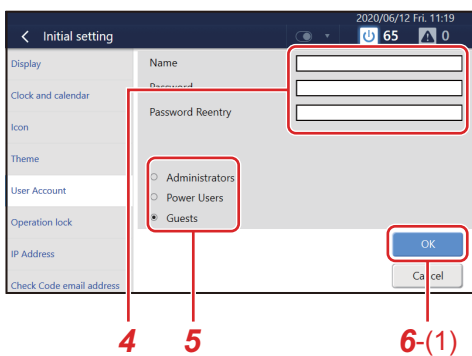 2020/06/12 Fri. 11:19
Initial setting
65
0
Display
Name
Password
Clock and calendar
Password Reentry
Icon
Theme
Administrators
User Account
Power Users
Guests
Operation lock
OK
IP Address
Cancel
Check Code email address
4
5
6-(1)